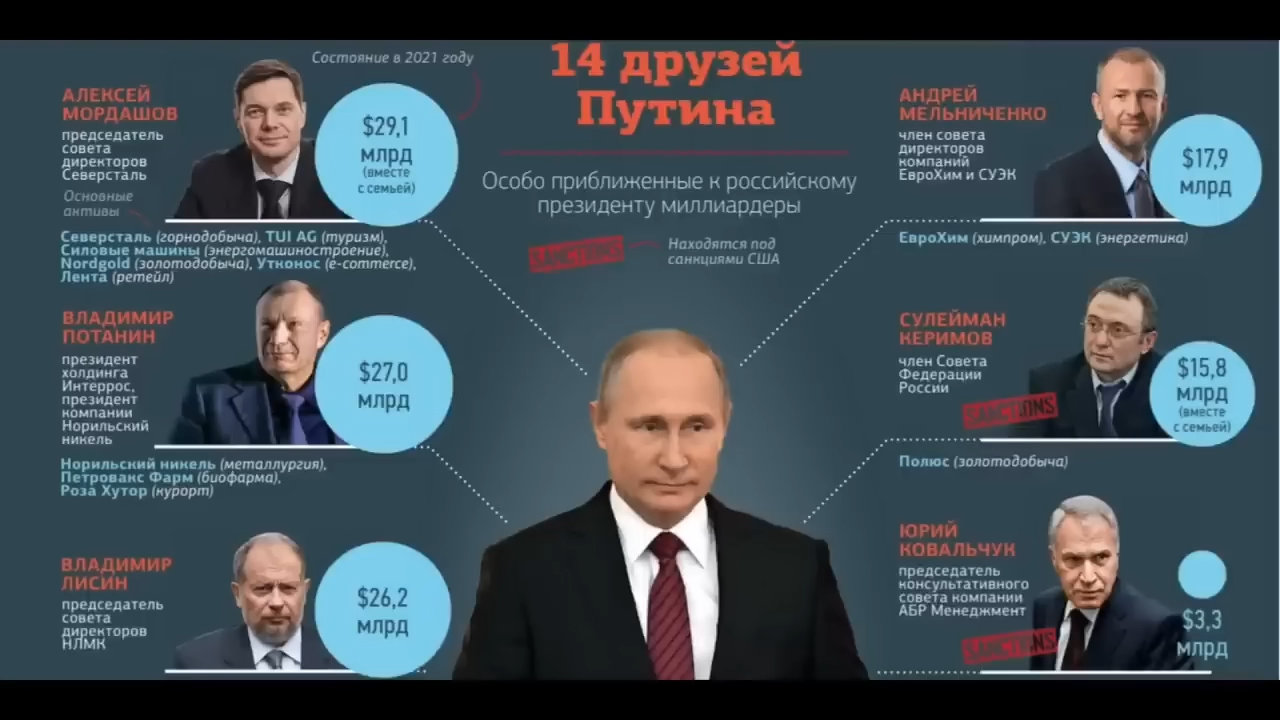 Состояние в 2021 году
14 друзей
Путина
Особо приближенные к российскому
президенту миллиардеры
SANCTIONS
Находятся под
санкциями США
АЛЕКСЕЙ
МОРДАШОВ
председатель
совета
директоров
Северсталь
$29,1
млрд
(вместе
с семьей)
Основные
активы
Северсталь (горнодобыча), TUI AG (туризм),
Силовые машины (энергомашиностроение),
Nordgold (золотодобыча), Утконос (e-commerce),
Лента (ретейл)
ВЛАДИМИР
ПОТАНИН
президент
холдинга
Интеррос,
президент
компании
Норильский
никель
$27,0
млрд
Норильский никель (металлургия),
Петровакс Фарм (биофарма),
Роза Хутор (курорт)
ВЛАДИМИР
ЛИСИН
председатель
совета
директоров
НЛМК
$26,2
млрд
АНДРЕЙ
МЕЛЬНИЧЕНКО
член совета
директоров
компаний
ЕвроХим и СУЭК
$17,9
млрд
ЕвроХим (химпром), СУЭК (энергетика)
СУЛЕЙМАН
КЕРИМОВ
член Совета
Федерации
России
SANCTIONS
$15,8
млрд
(вместе
с семьей)
Полюс (золотодобыча)
ЮРИЙ
КОВАЛЬЧУК
председатель
консультативного
совета компании
АБР Менеджмент
SANCTIONS
$3,3
млрд